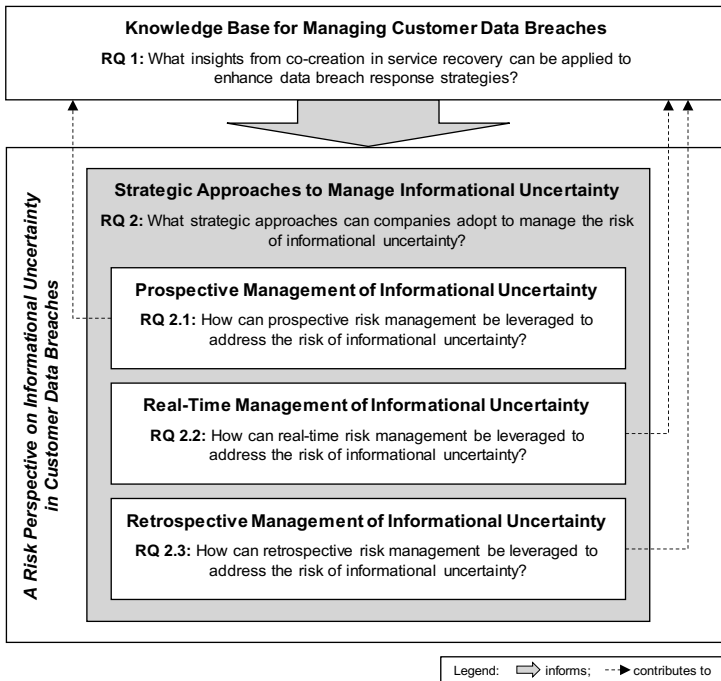 Knowledge Base for Managing Customer Data Breaches
RQ 1: What insights from co-creation in service recovery can be applied to
enhance data breach response strategies?
A Risk Perspective on Informational Uncertainty
in Customer Data Breaches
Strategic Approaches to Manage Informational Uncertainty
RQ 2: What strategic approaches can companies adopt to manage the risk
of informational uncertainty?
Prospective Management of Informational Uncertainty
RQ 2.1: How can prospective risk management be leveraged to
address the risk of informational uncertainty?
Real-Time Management of Informational Uncertainty
RQ 2.2: How can real-time risk management be leveraged to
address the risk of informational uncertainty?
Retrospective Management of Informational Uncertainty
RQ 2.3: How can retrospective risk management be leveraged to
address the risk of informational uncertainty?
Legend: informs; contributes to